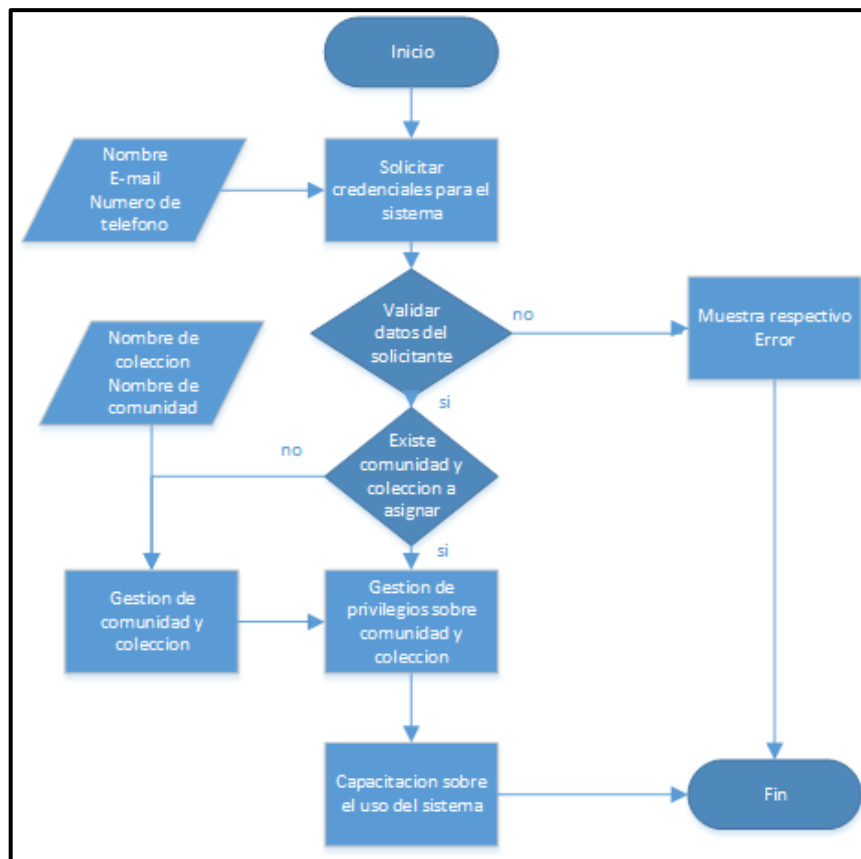 Inicio
Nombre
E-mail
Numero de
telefono
Solicitar
credenciales para el
sistema
Validar
datos del
solicitante
no
Muestra respectivo
Error
si
Nombre de
coleccion
Nombre de
comunidad
Existe
comunidad y
coleccion a
asignar
no
si
Gestion de
comunidad y
coleccion
Gestion de
privilegios sobre
comunidad y
coleccion
Capacitacion sobre
el uso del sistema
Fin